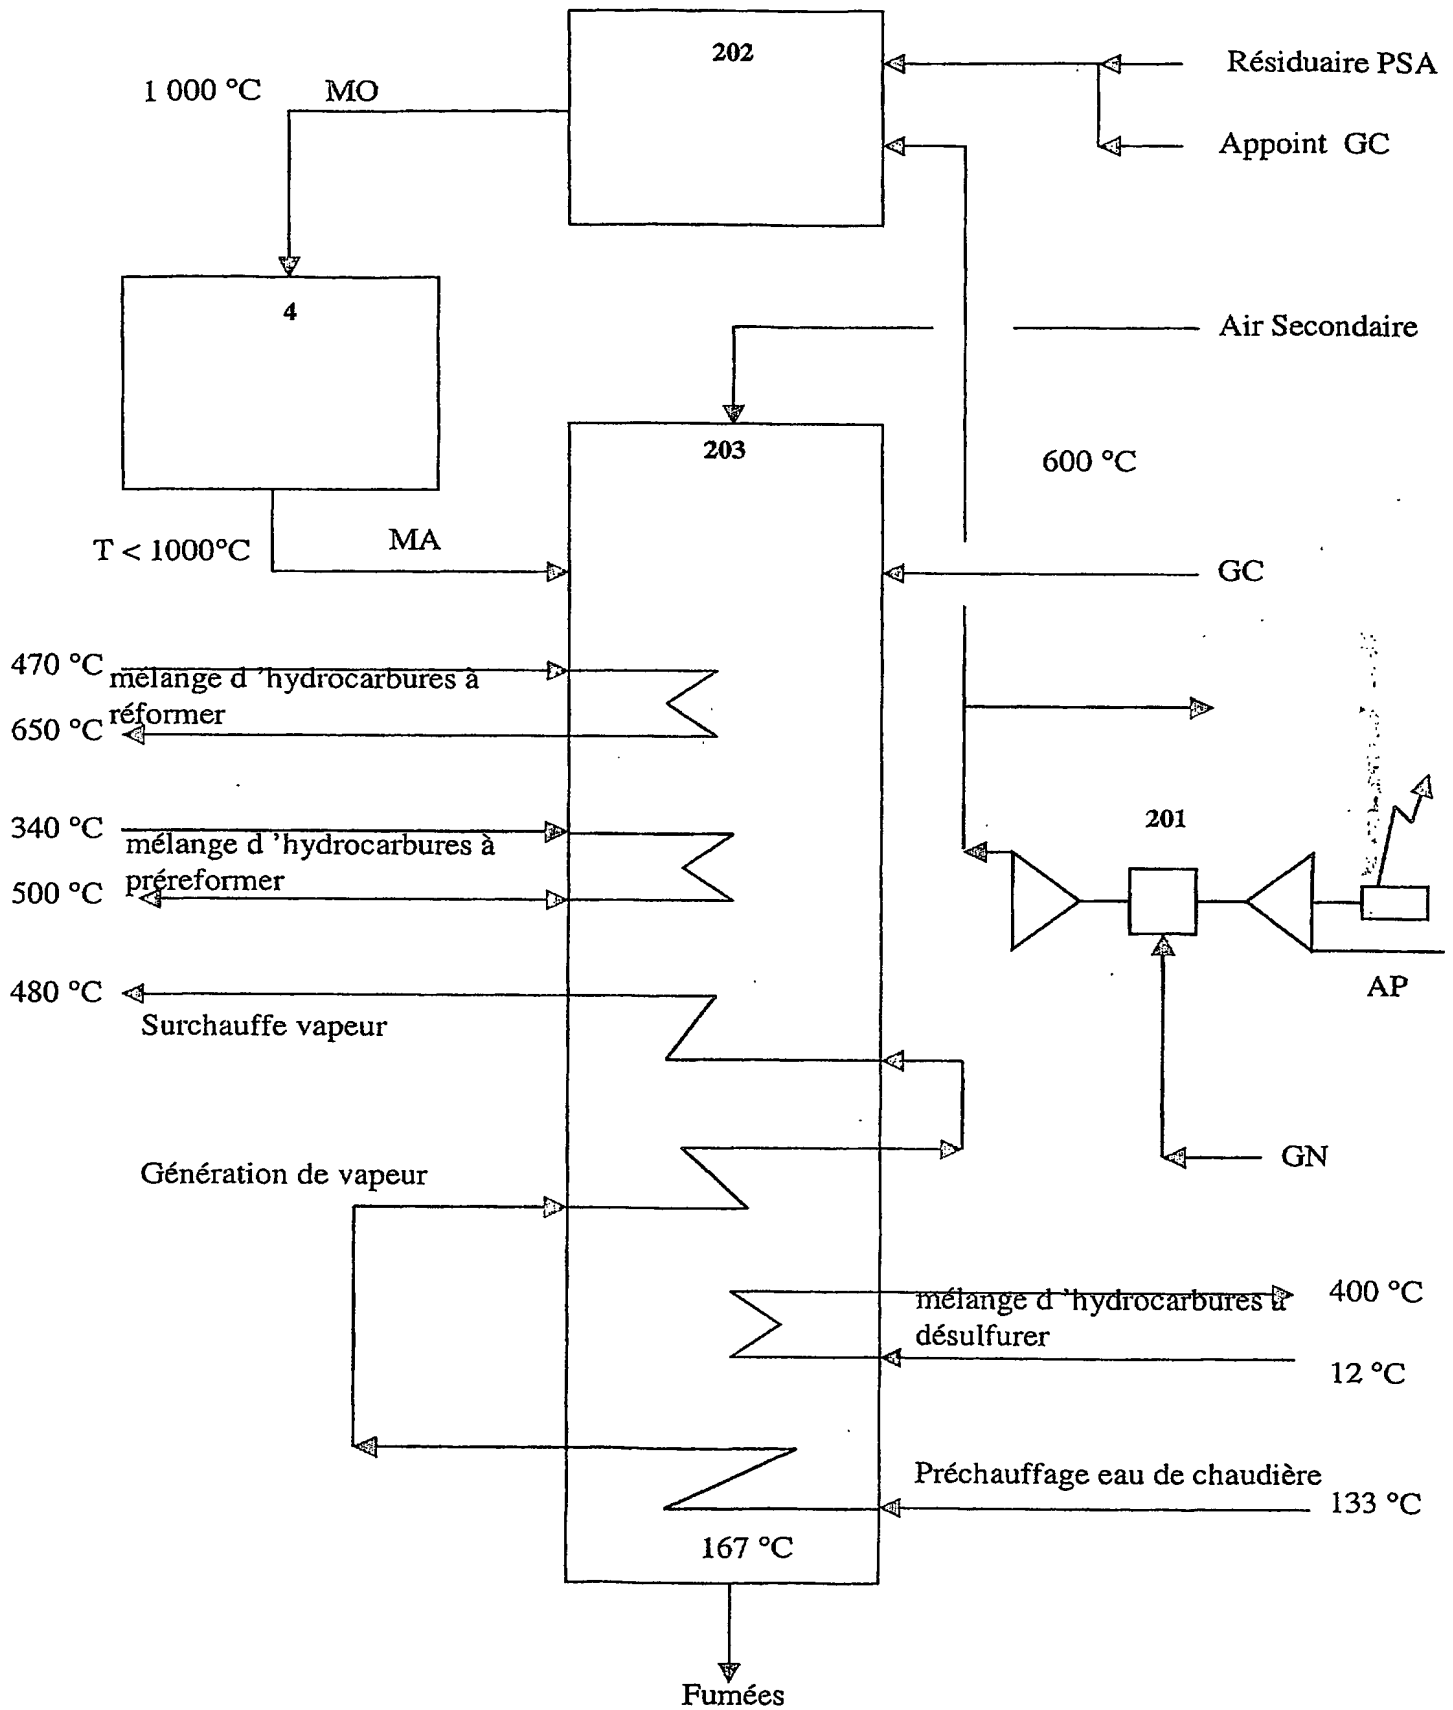 202
Résiduaire PSA
1 000 °C
MO
Appoint GC
4
Air Secondaire
203
600 °C
T < 1000°C
MA
GC
470 °C
mélange d 'hydrocarbures à
réformer
650 °C
340 °C
mélange d 'hydrocarbures à
préreformer
500 °C
201
480 °C
AP
Surchauffe vapeur
GN
Génération de vapeur
mélange d 'hydrocarbures à
400 °C
désulfurer
12 °C
Préchauffage eau de chaudière
133 °C
167 °C
Fumées